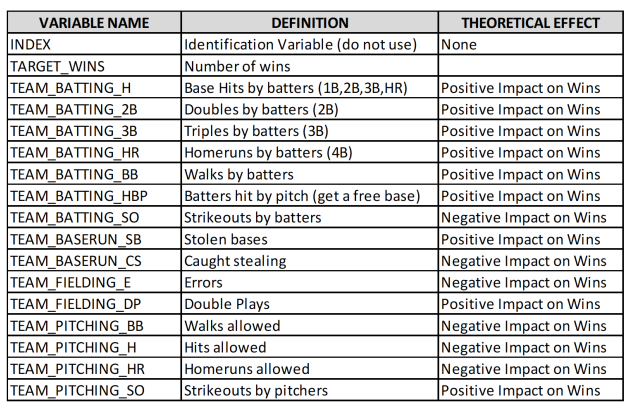 VARIABLE NAME DEFINITION THEORETICAL EFFECT
INDEX Identification Variable (do not use) None
TARGET_WINS Number of wins
TEAM_BATTING_H Base Hits by batters (1B,2B,3B,HR) Positive Impact on Wins
TEAM_BATTING_2B Doubles by batters (2B) Positive Impact on Wins
TEAM_BATTING_3B Triples by batters (3B) Positive Impact on Wins
TEAM_BATTING_HR Homeruns by batters (4B) Positive Impact on Wins
TEAM_BATTING_BB Walks by batters Positive Impact on Wins
TEAM_BATTING_HBP Batters hit by pitch (get a free base) Positive Impact on Wins
TEAM_BATTING_SO Strikeouts by batters Negative Impact on Wins
TEAM_BASERUN_SB Stolen bases Positive Impact on Wins
TEAM_BASERUN_CS Caught stealing Negative Impact on Wins
TEAM_FIELDING_E Errors Negative Impact on Wins
TEAM_FIELDING_DP Double Plays Positive Impact on Wins
TEAM_PITCHING_BB Walks allowed Negative Impact on Wins
TEAM_PITCHING_H Hits allowed Negative Impact on Wins
TEAM_PITCHING_HR Homeruns allowed Negative Impact on Wins
TEAM_PITCHING_SO Strikeouts by pitchers Positive Impact on Wins